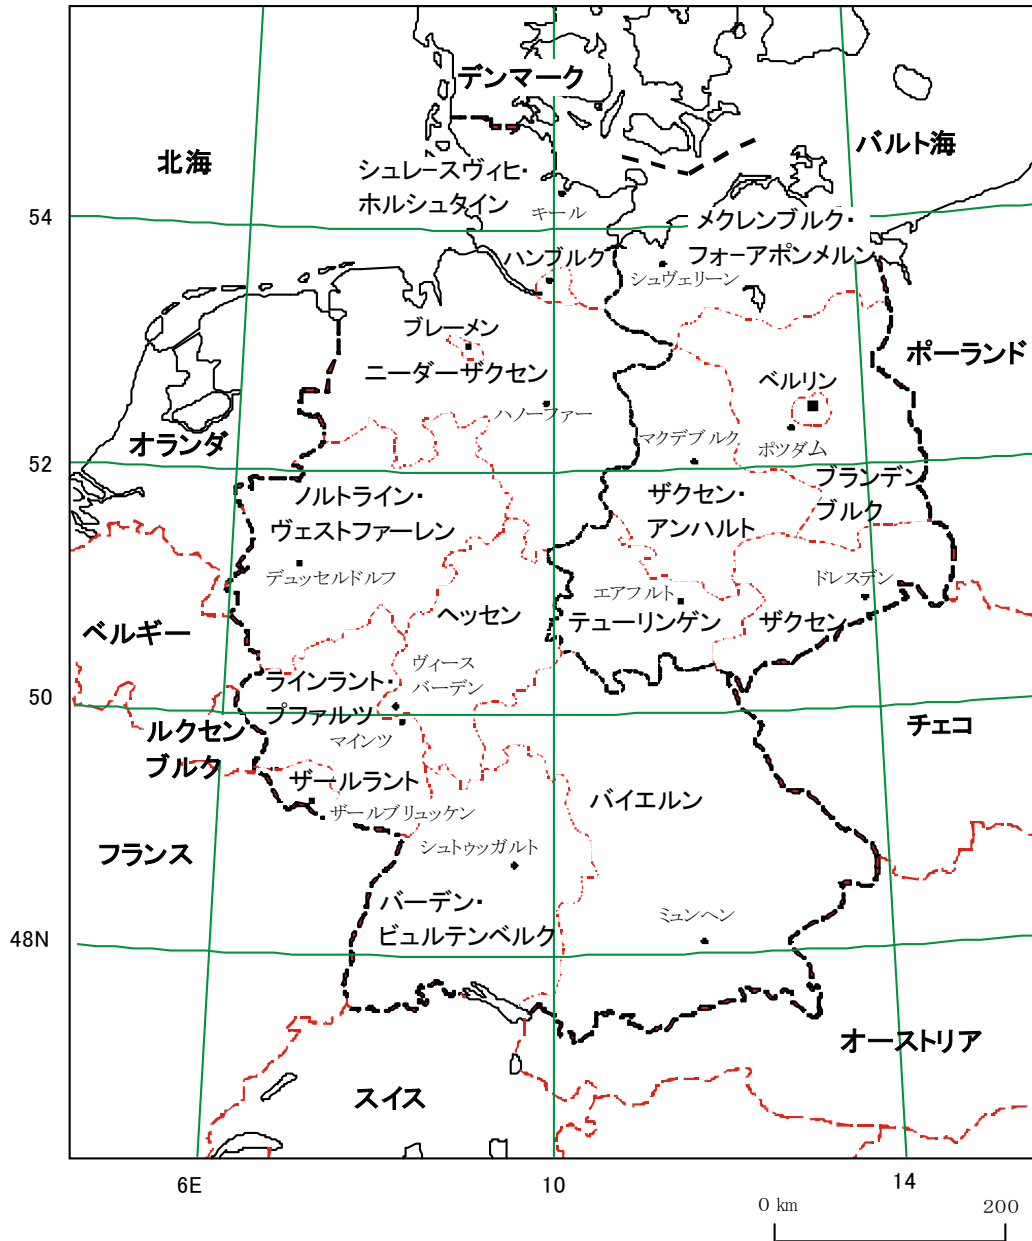 デンマーク
北海
バルト海
シュレースヴィヒ・
ホルシュタイン
キール
54
メクレンブルク・
フォーアポンメルン
ハンブルク
シュヴェリーン
ブレーメン
ポーランド
ニーダーザクセン
ベルリン
ハノーファー
オランダ
マクデブルク
ポツダム
52
ブランデン
ブルク
ノルトライン・
ヴェストファーレン
ザクセン・
アンハルト
デュッセルドルフ
ドレスデン
エアフルト
ヘッセン
テューリンゲン
ザクセン
ベルギー
ヴィース
バーデン
ラインラント・
プファルツ
50
マインツ
ルクセン
ブルク
チェコ
ザールラント
ザールブリュッケン
バイエルン
フランス
シュトゥッガルト
バーデン・
ビュルテンベルク
ミュンヘン
48N
オーストリア
スイス
6E
10
14
0 km
200